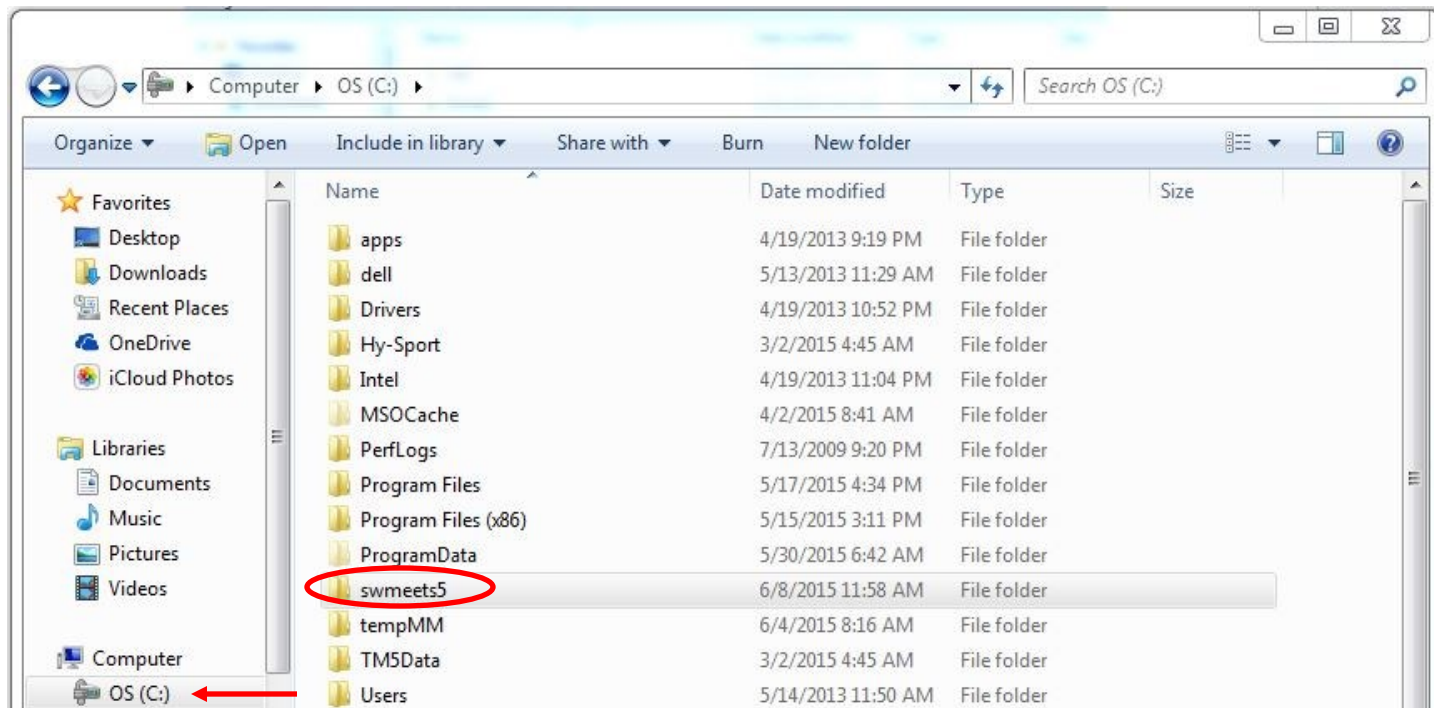 Computer OS (C:) Search OS (C:)
Organize Open Include in library Share with Burn New folder
Favorites
Desktop
Downloads
Recent Places
OneDrive
iCloud Photos
Libraries
Documents
Music
Pictures
Videos
Computer
OS (C:)
Name Date modified Type Size
apps 4/19/2013 9:19 PM File folder
dell 5/13/2013 11:29 AM File folder
Drivers 4/19/2013 10:52 PM File folder
Hy-Sport 3/2/2015 4:45 AM File folder
Intel 4/19/2013 11:04 PM File folder
MSOCache 4/2/2015 8:41 AM File folder
PerfLogs 7/13/2009 9:20 PM File folder
Program Files 5/17/2015 4:34 PM File folder
Program Files (x86) 5/15/2015 3:11 PM File folder
ProgramData 5/30/2015 6:42 AM File folder
swmeets5 6/8/2015 11:58 AM File folder
tempMM 6/4/2015 8:16 AM File folder
TM5Data 3/2/2015 4:45 AM File folder
Users 5/14/2013 11:50 AM File folder